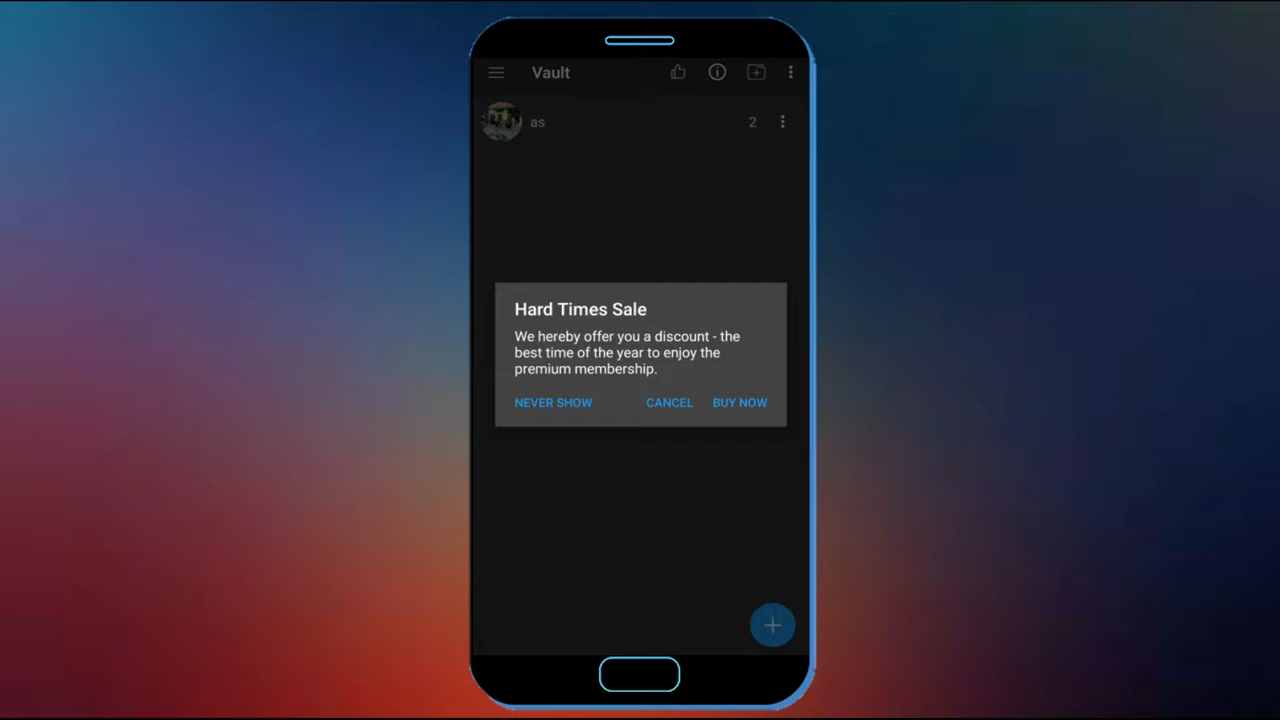 Vault
as
2
Hard Times Sale
We hereby offer you a discount - the
best time of the year to enjoy the
premium membership.
NEVER SHOW
CANCEL
BUY NOW